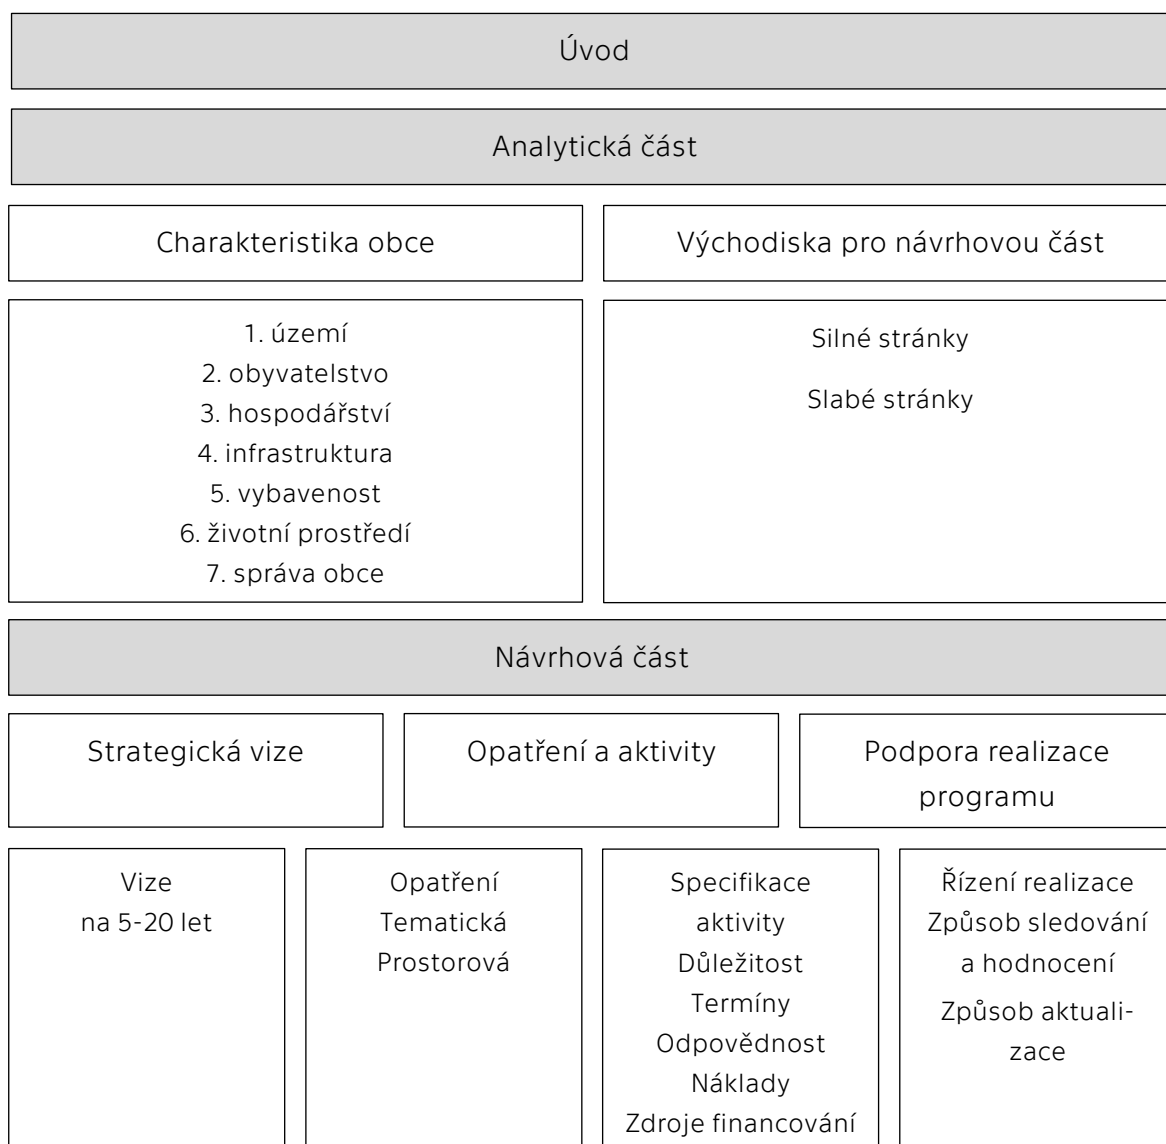 Úvod
Analytická část
Charakteristika obce
Východiska pro návrhovou část
1. území
2. obyvatelstvo
3. hospodářství
4. infrastruktura
5. vybavenost
6. životní prostředí
7. správa obce
Silné stránky
Slabé stránky
Návrhová část
Strategická vize
Opatření a aktivity
Podpora realizace
programu
Vize
na 5-20 let
Opatření
Tematická
Prostorová
Specifikace
aktivity
Důležitost
Termíny
Odpovědnost
Náklady
Zdroje financování
Řízení realizace
Způsob sledování
a hodnocení
Způsob aktuali-
zace